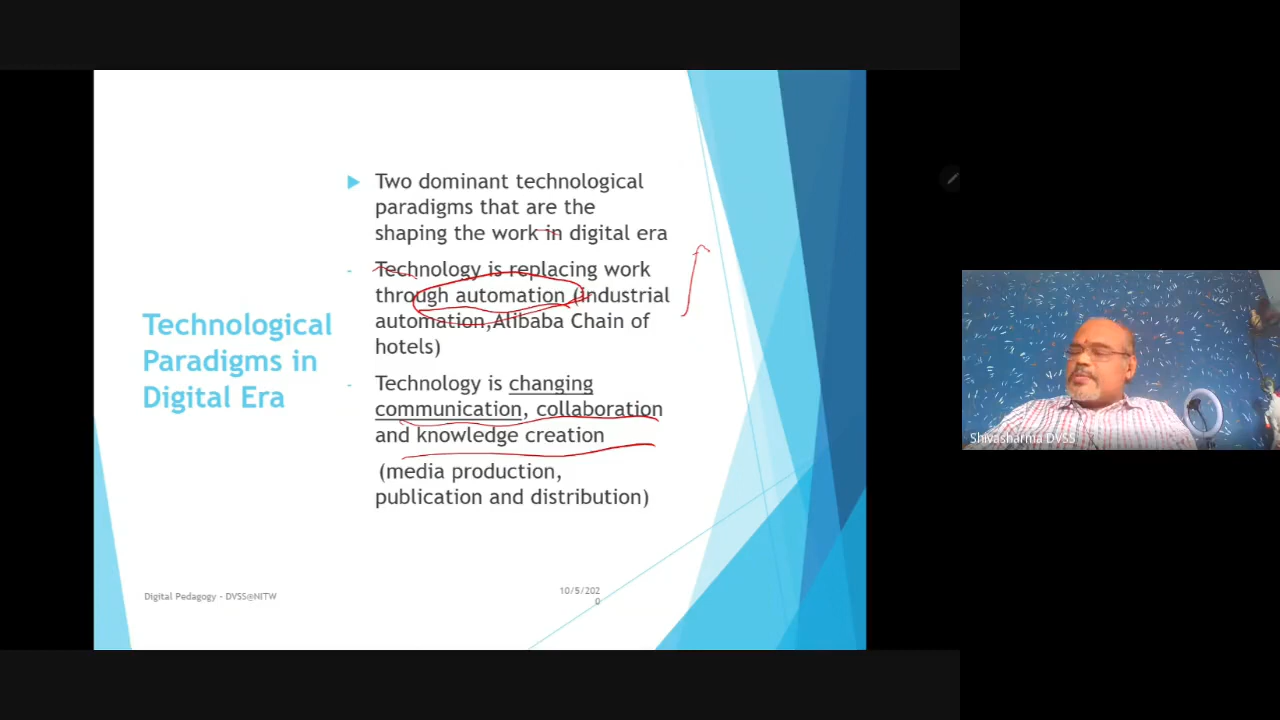 Technological
Paradigms in
Digital Era
Two dominant technological
paradigms that are the
shaping the work in digital era
- Technology is replacing work
through automation (industrial
automation,Alibaba Chain of
hotels)
- Technology is changing
communication, collaboration
and knowledge creation
(media production,
publication and distribution)
Digital Pedagogy - DVSS@NITW
10/5/202
0
Shivasharma DVSS